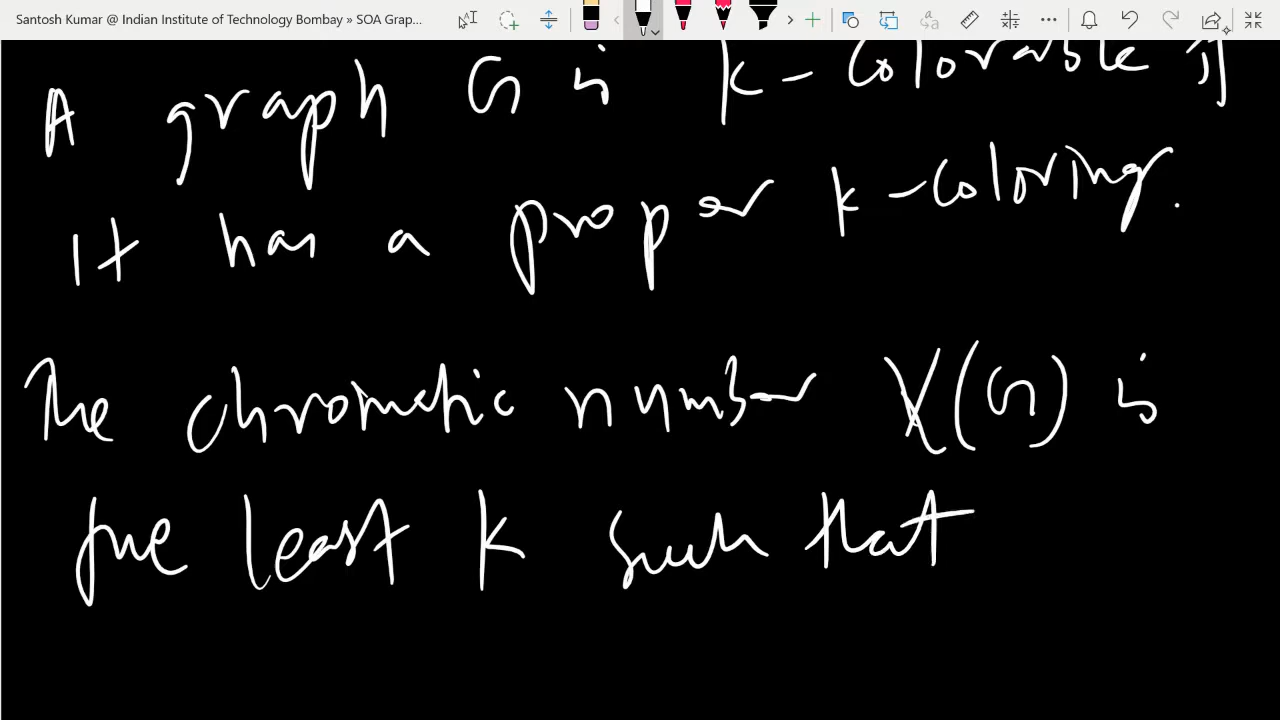 Santosh Kumar @ Indian Institute of Technology Bombay » SOA Grap...
A graph G is k-colorable if
It has a proper k-coloring.
The chromatic number χ(G) is
the least k such that